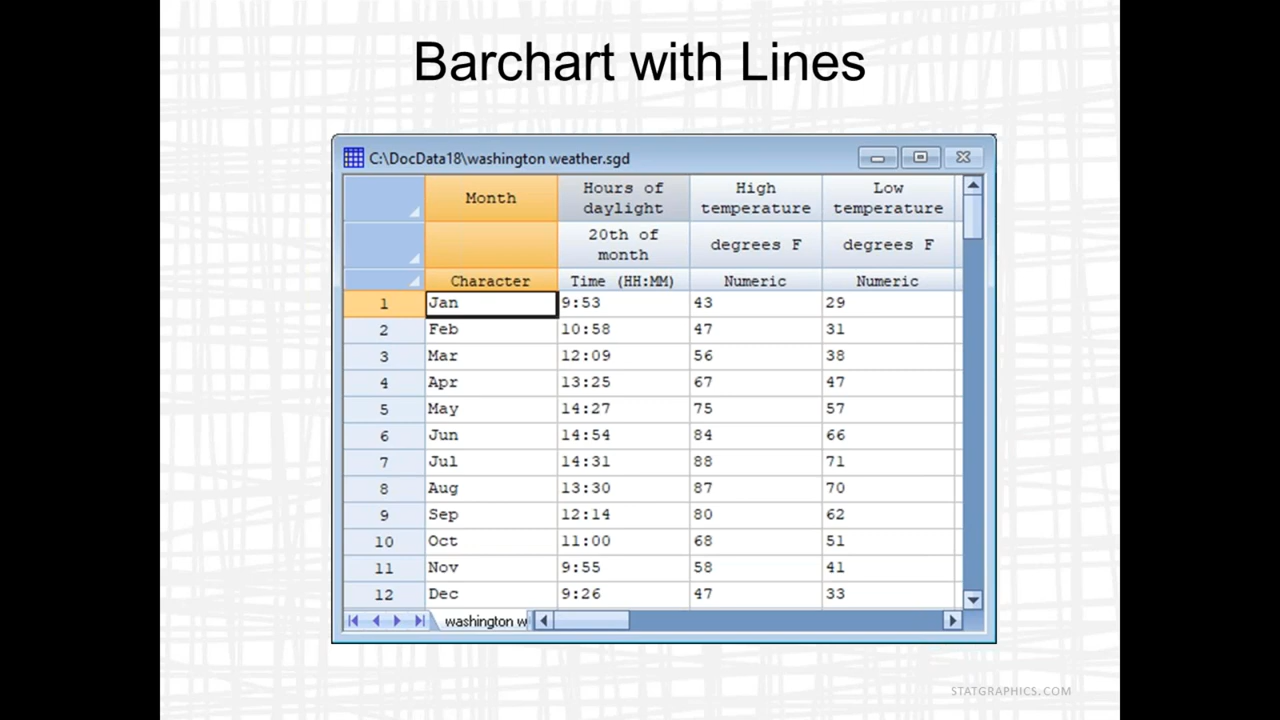 Barchart with Lines
C:\DocData18\washington weather.sgd
Month Hours of daylight High temperature Low temperature
20th of month degrees F degrees F
Character Time (HH:MM) Numeric Numeric
1 Jan 9:53 43 29
2 Feb 10:58 47 31
3 Mar 12:09 56 38
4 Apr 13:25 67 47
5 May 14:27 75 57
6 Jun 14:54 84 66
7 Jul 14:31 88 71
8 Aug 13:30 87 70
9 Sep 12:14 80 62
10 Oct 11:00 68 51
11 Nov 9:55 58 41
12 Dec 9:26 47 33
washington w
STATGRAPHICS.COM